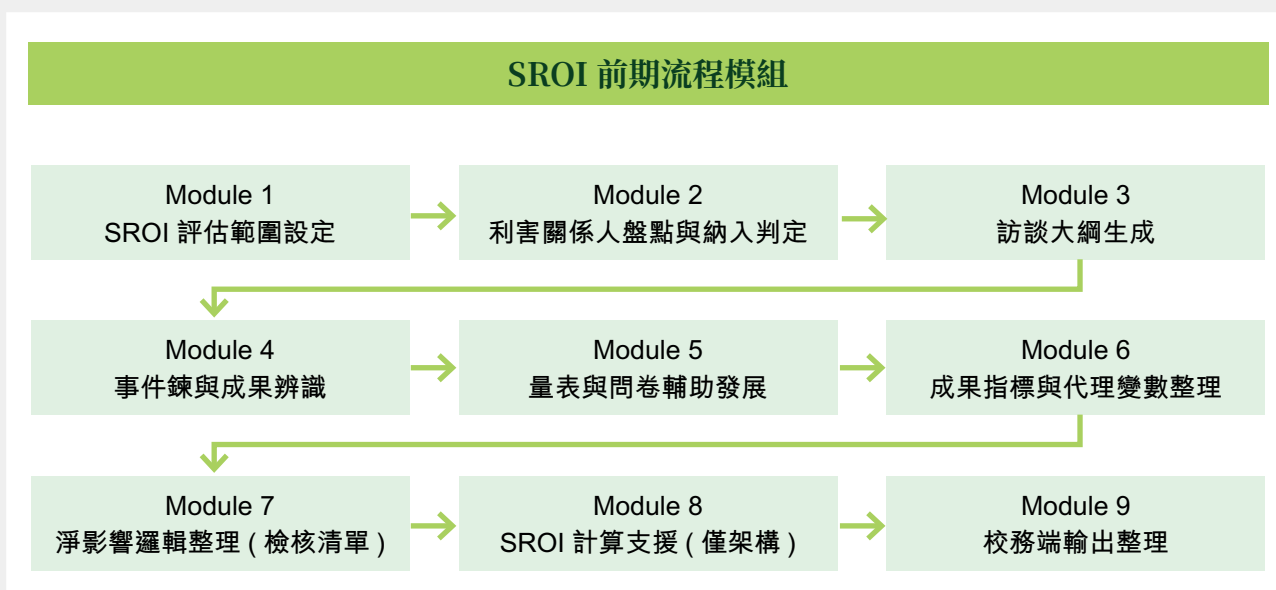 SROI 前期流程模組
Module 1
SROI 評估範圍設定
Module 2
利害關係人盤點與納入判定
Module 3
訪談大綱生成
Module 4
事件鍊與成果辨識
Module 5
量表與問卷輔助發展
Module 6
成果指標與代理變數整理
Module 7
淨影響邏輯整理 ( 檢核清單 )
Module 8
SROI 計算支援 ( 僅架構 )
Module 9
校務端輸出整理